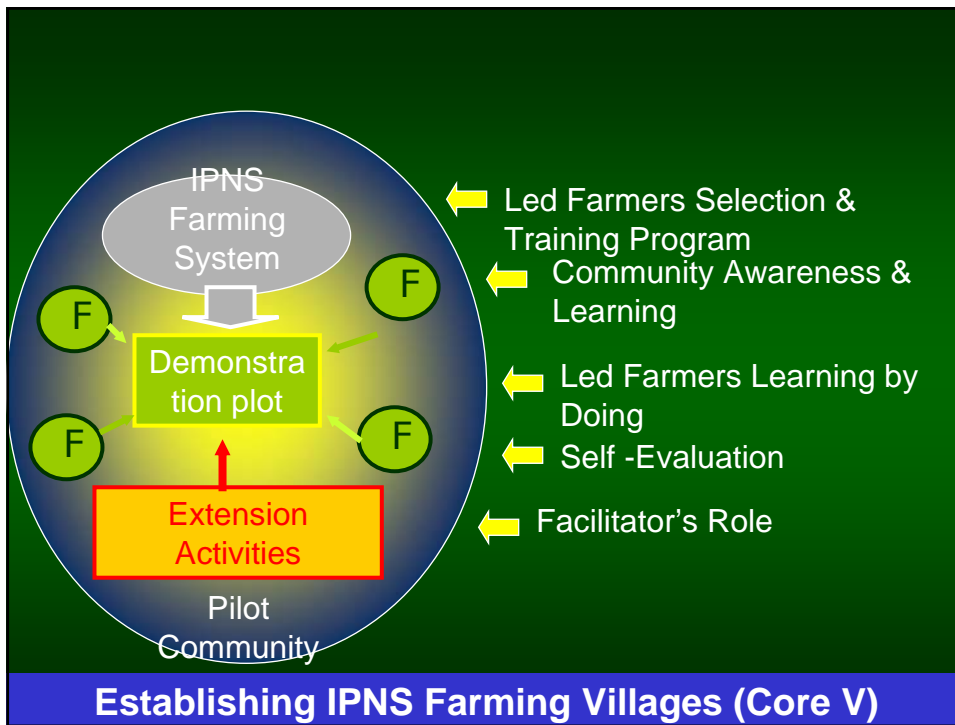 IPNS
Farming
System
F
F
Demonstra
tion plot
F
F
Extension
Activities
Pilot
Community
Led Farmers Selection &
Training Program
Community Awareness &
Learning
Led Farmers Learning by
Doing
Self -Evaluation
Facilitator’s Role
Establishing IPNS Farming Villages (Core V)